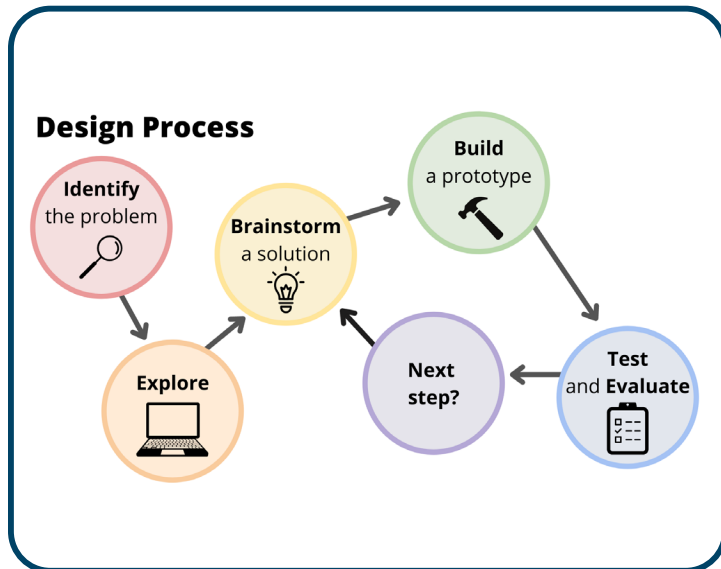 Design Process
Identify
the problem
Explore
Brainstorm
a solution
Build
a prototype
Test
and Evaluate
Next
step?